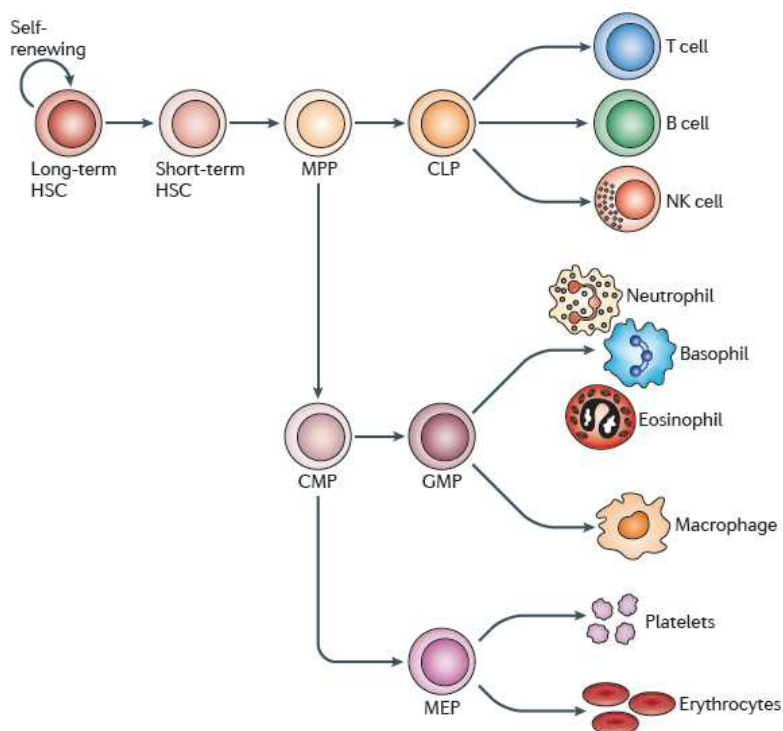 Self-
renewing
Long-term
HSC
Short-term
HSC
MPP
CLP
T cell
B cell
NK cell
Neutrophil
Basophil
Eosinophil
CMP
GMP
Macrophage
Platelets
MEP
Erythrocytes